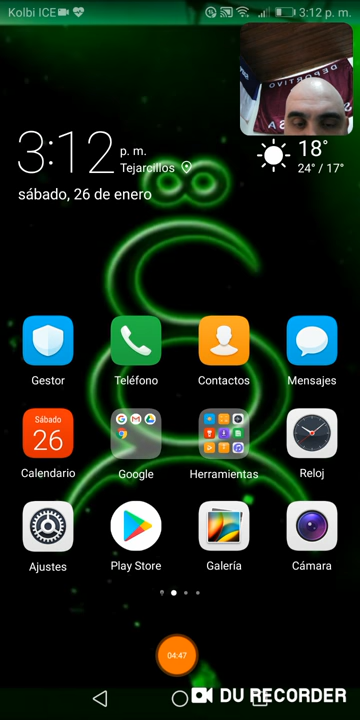 Kolbi ICE
3:12 p. m.
3:12
p. m.
Tejarcillos
sábado, 26 de enero
18°
24° / 17°
Gestor
Teléfono
Contactos
Mensajes
Sábado
26
Calendario
Google
Herramientas
Reloj
Ajustes
Play Store
Galería
Cámara
04:47
DU RECORDER